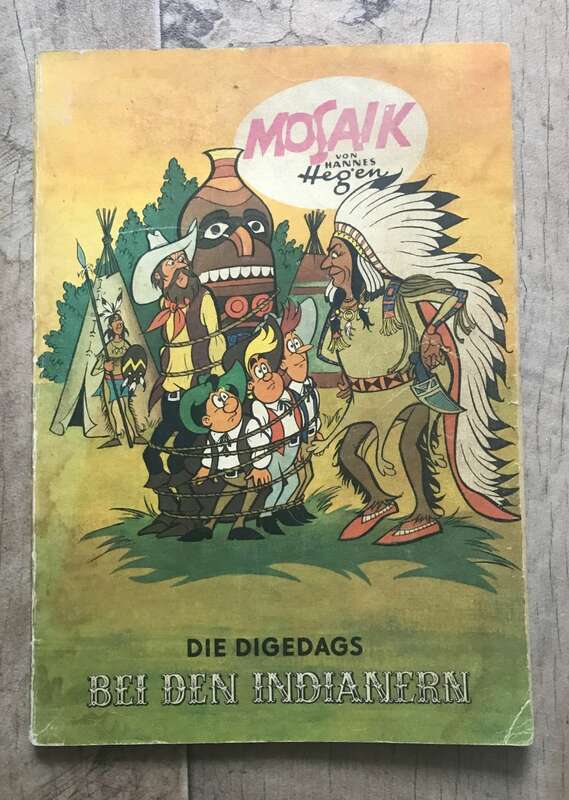 MOSAIK
VON
HANNES
Hegen
DIE DIGEDAGS
BEI DEN INDIANERN